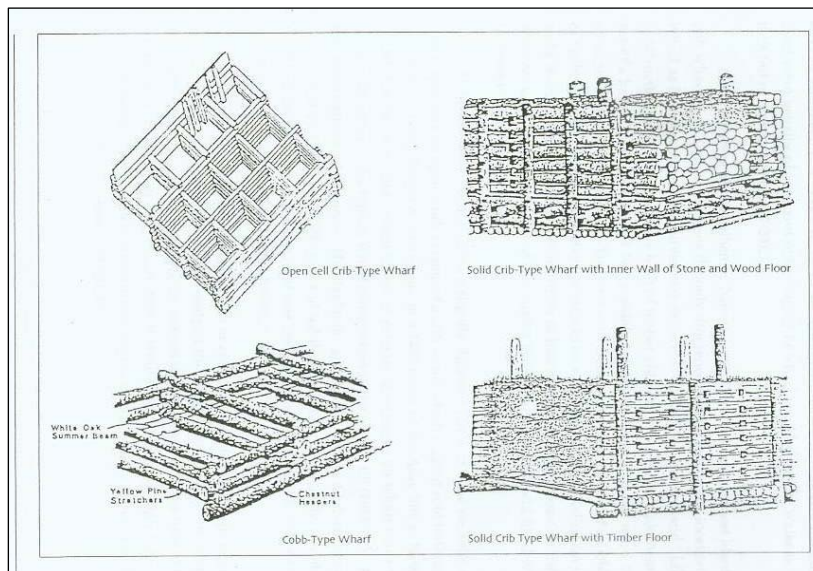 Open Cell Crib-Type Wharf
Solid Crib-Type Wharf with Inner Wall of Stone and Wood Floor
White Oak
Summer Beam
Yellow Pine
Stretchers
Chestnut
Headers
Cobb-Type Wharf
Solid Crib Type Wharf with Timber Floor